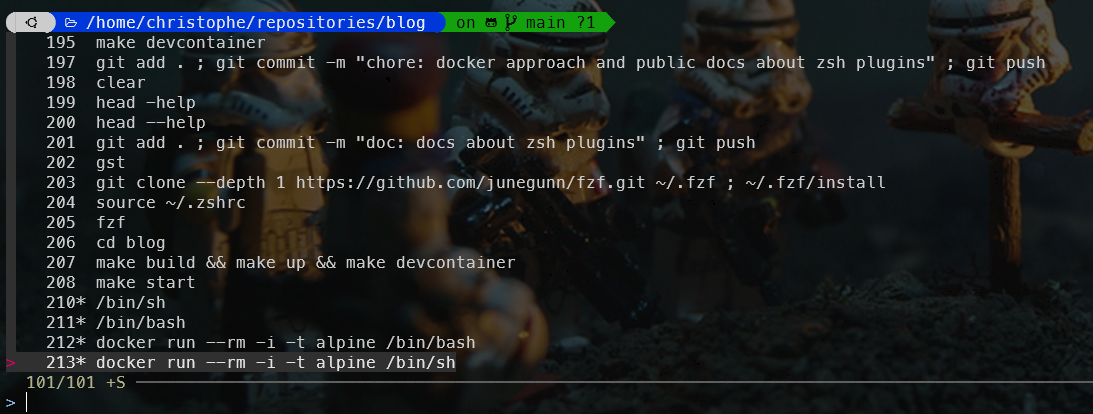 /home/christophe/repositories/blog on main ?1
195 make devcontainer
197 git add . ; git commit -m "chore: docker approach and public docs about zsh plugins" ; git push
198 clear
199 head -help
200 head --help
201 git add . ; git commit -m "doc: docs about zsh plugins" ; git push
202 gst
203 git clone --depth 1 https://github.com/junegunn/fzf.git ~/.fzf ; ~/.fzf/install
204 source ~/.zshrc
205 fzf
206 cd blog
207 make build && make up && make devcontainer
208 make start
210* /bin/sh
211* /bin/bash
212* docker run --rm -i -t alpine /bin/bash
> 213* docker run --rm -i -t alpine /bin/sh
101/101 +S
>